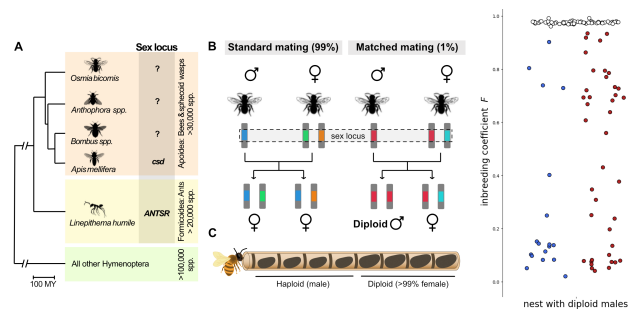 A
Sex locus
Osmia bicornis
?
Anthophora spp.
?
Bombus spp.
?
Apis mellifera
csd
Apoidea: Bees & sphecoid wasps
>30,000 spp.
Linepithema humile
ANTSR
Formicoidea: Ants
> 20,000 spp.
All other Hymenoptera
>100,000
spp.
100 MY
B
Standard mating (99%)
Matched mating (1%)
♂
♀
♂
♀
sex locus
♀
♀
Diploid ♂
♀
C
Haploid (male)
Diploid (>99% female)
inbreeding coefficient F
1.0
0.8
0.6
0.4
0.2
0.0
nest with diploid males